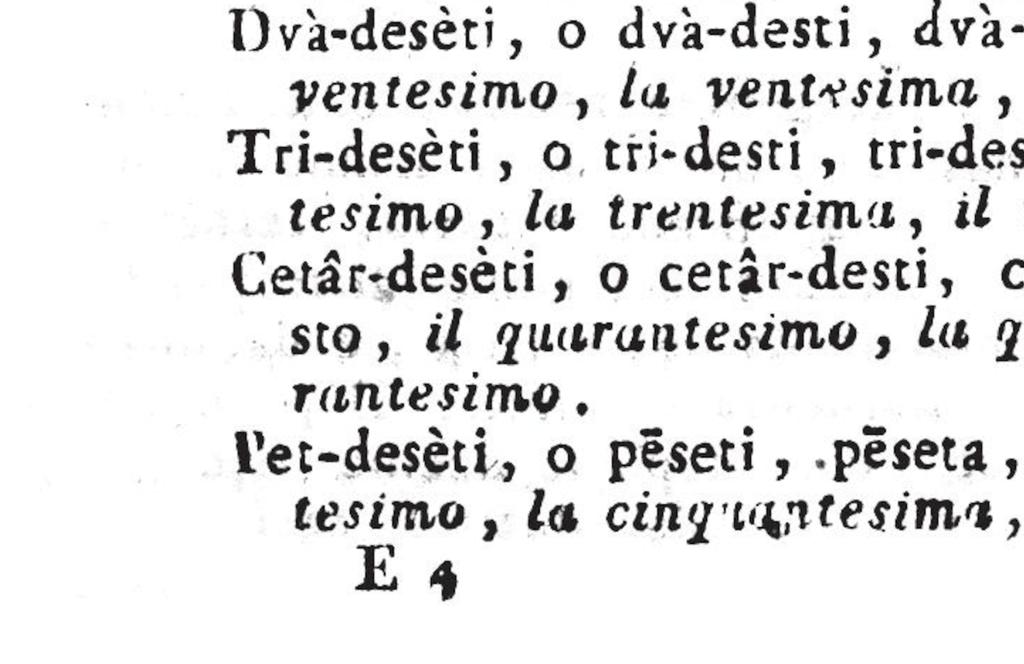 Dvà-desèti, o dvà-desti, dvà-
ventesimo, la ventesima,
Tri-desèti, o tri-desti, tri-des
tesimo, la trentesima, il
Cetâr-desèti, o cetâr-desti, c
sto, il quarantesimo, la q
rantesimo.
Pet-desèti, o pēseti, pēseta,
tesimo, la cinquantesima,
E 4